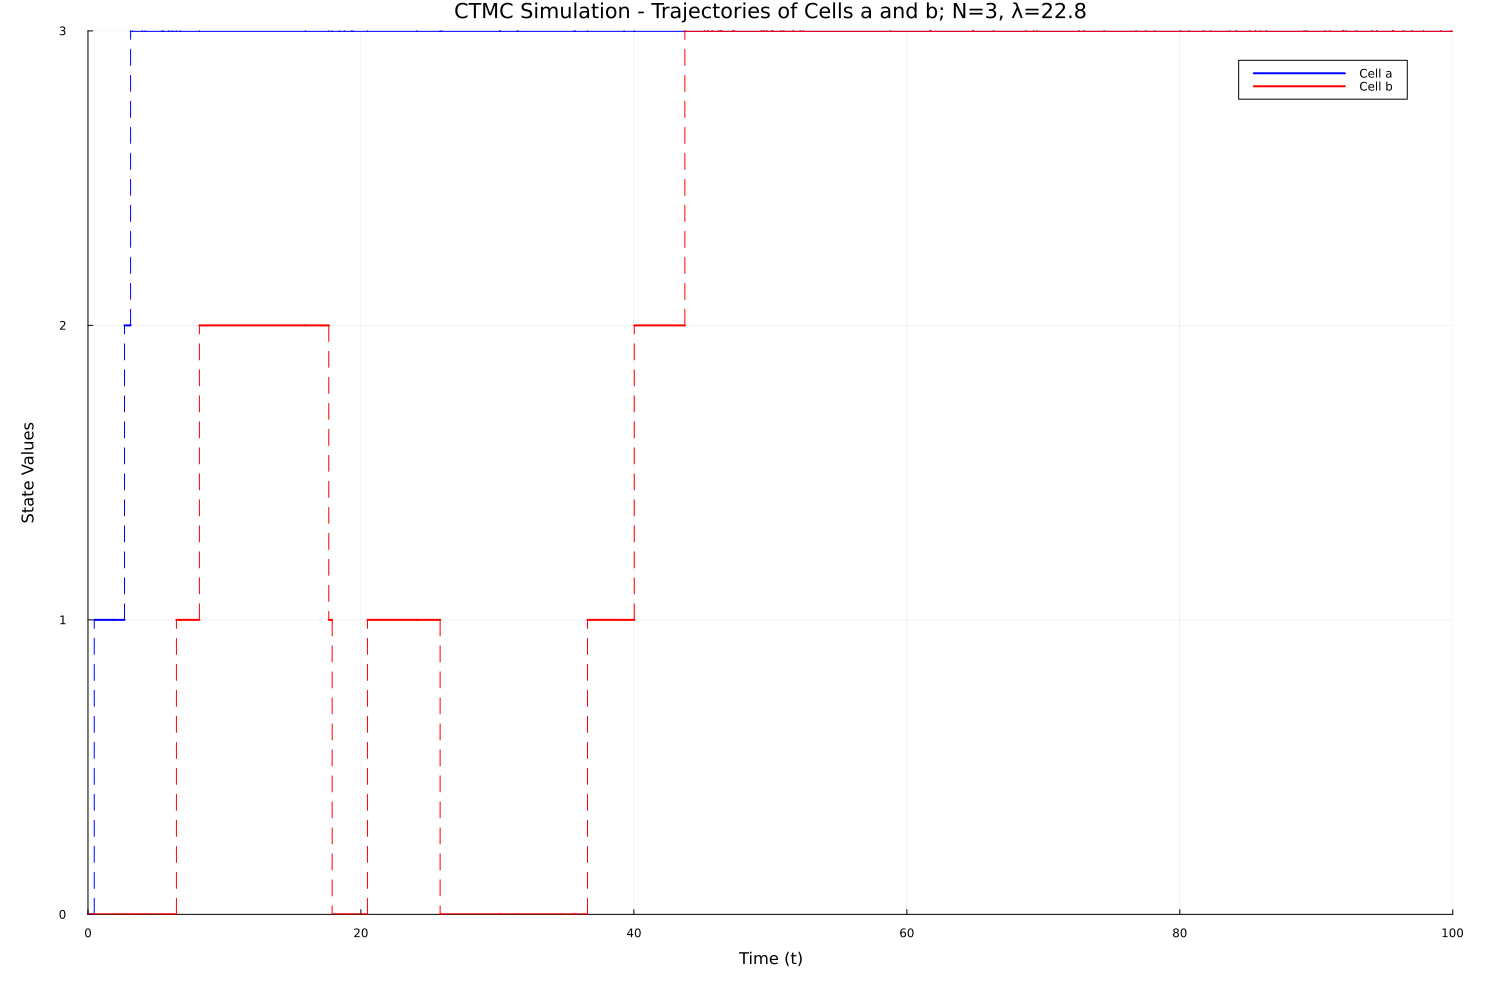 CTMC Simulation - Trajectories of Cells a and b; N=3, λ=22.8
3
Cell a
Cell b
2
State Values
1
0
0 20 40 60 80 100
Time (t)